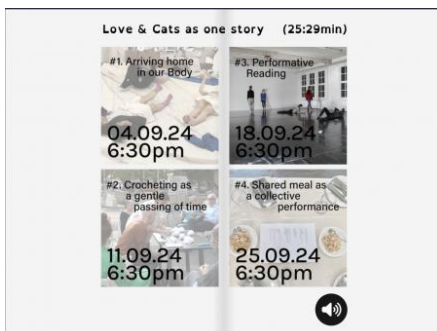 Love & Cats as one story (25:29min)
#1. Arriving home
in our Body
04.09.24
6:30pm
#3. Performative
Reading
18.09.24
6:30pm
#2. Crocheting as
a gentle
passing of time
11.09.24
6:30pm
#4. Shared meal as
a collective
performance
25.09.24
6:30pm